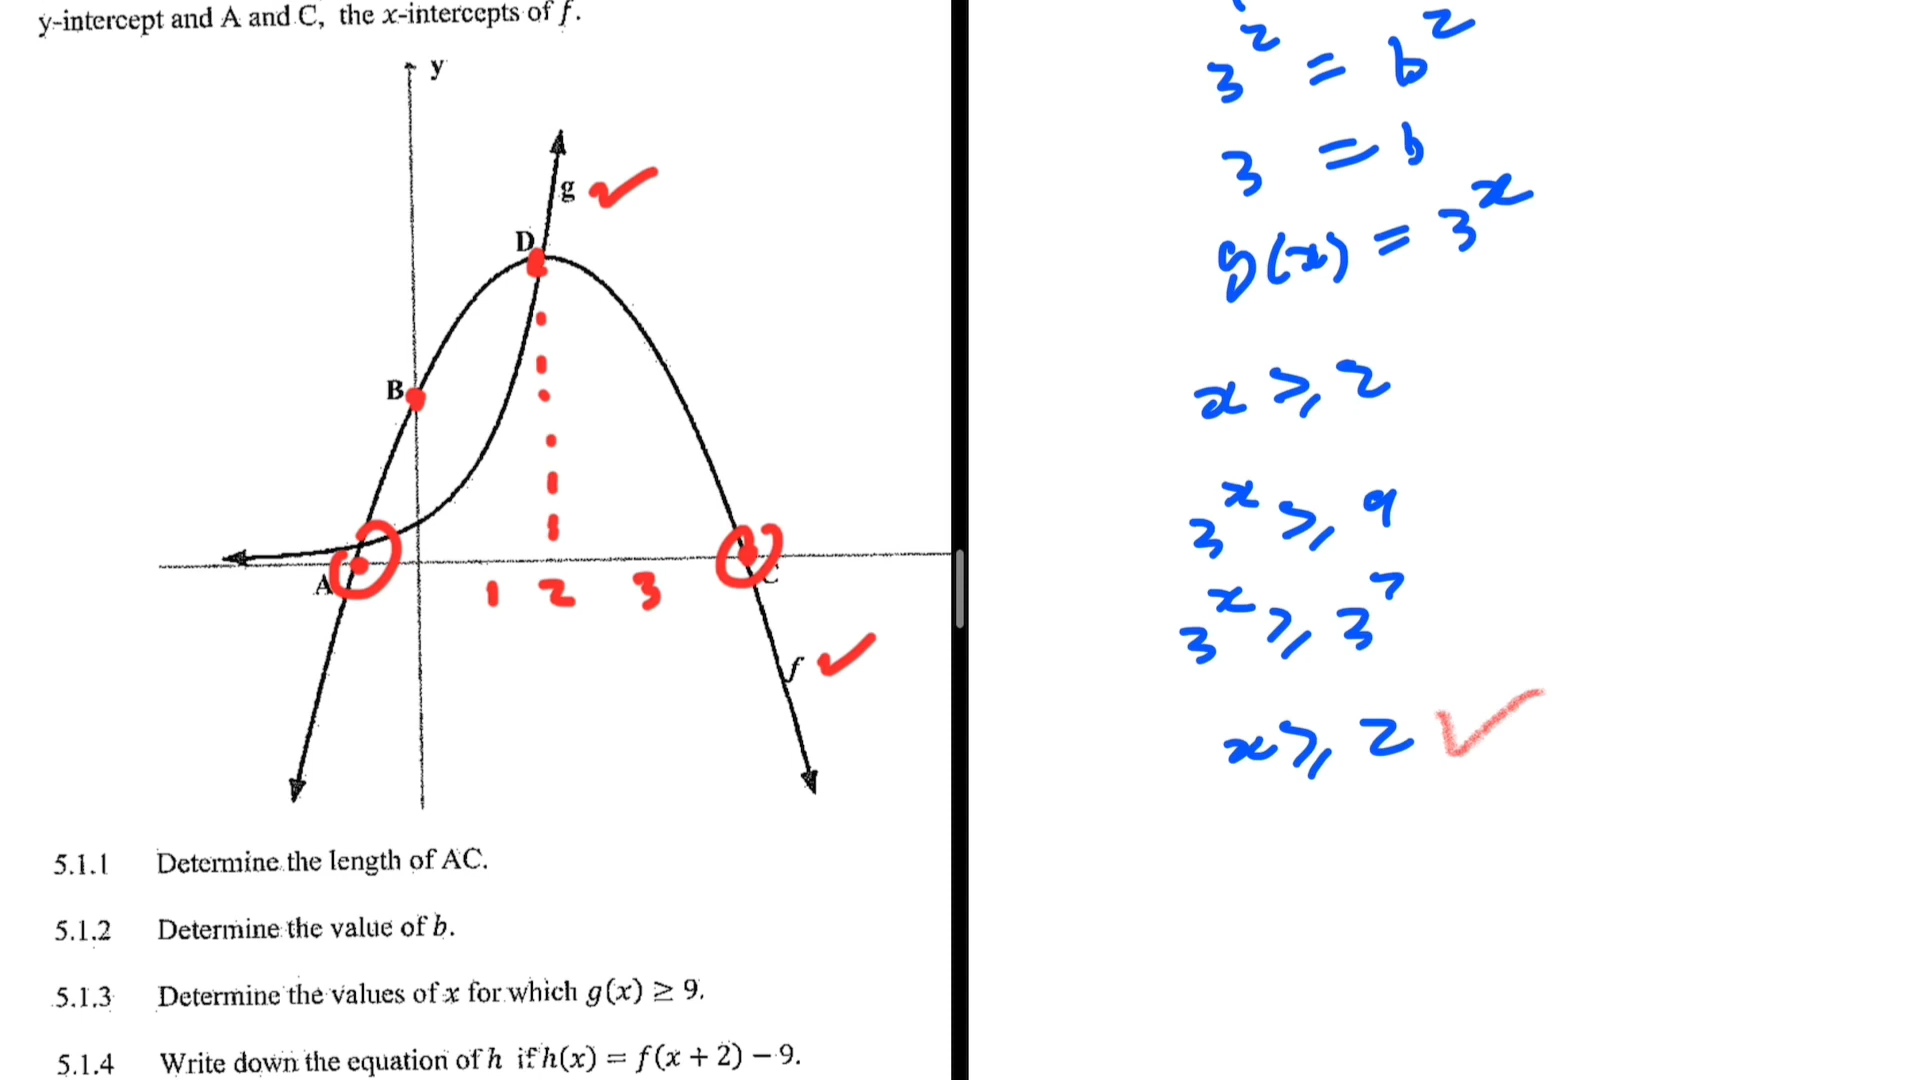 y-intercept and A and C, the x-intercepts of f.
y
g
D
B
A
C
1 2 3
f
5.1.1 Determine the length of AC.
5.1.2 Determine the value of b.
5.1.3 Determine the values of x for which g(x) ≥ 9.
5.1.4 Write down the equation of h if h(x) = f(x + 2) − 9.
3² = b²
3 = b
g(x) = 3ˣ
x ≥ 2
3ˣ ≥ 9
3ˣ ≥ 3²
x ≥ 2